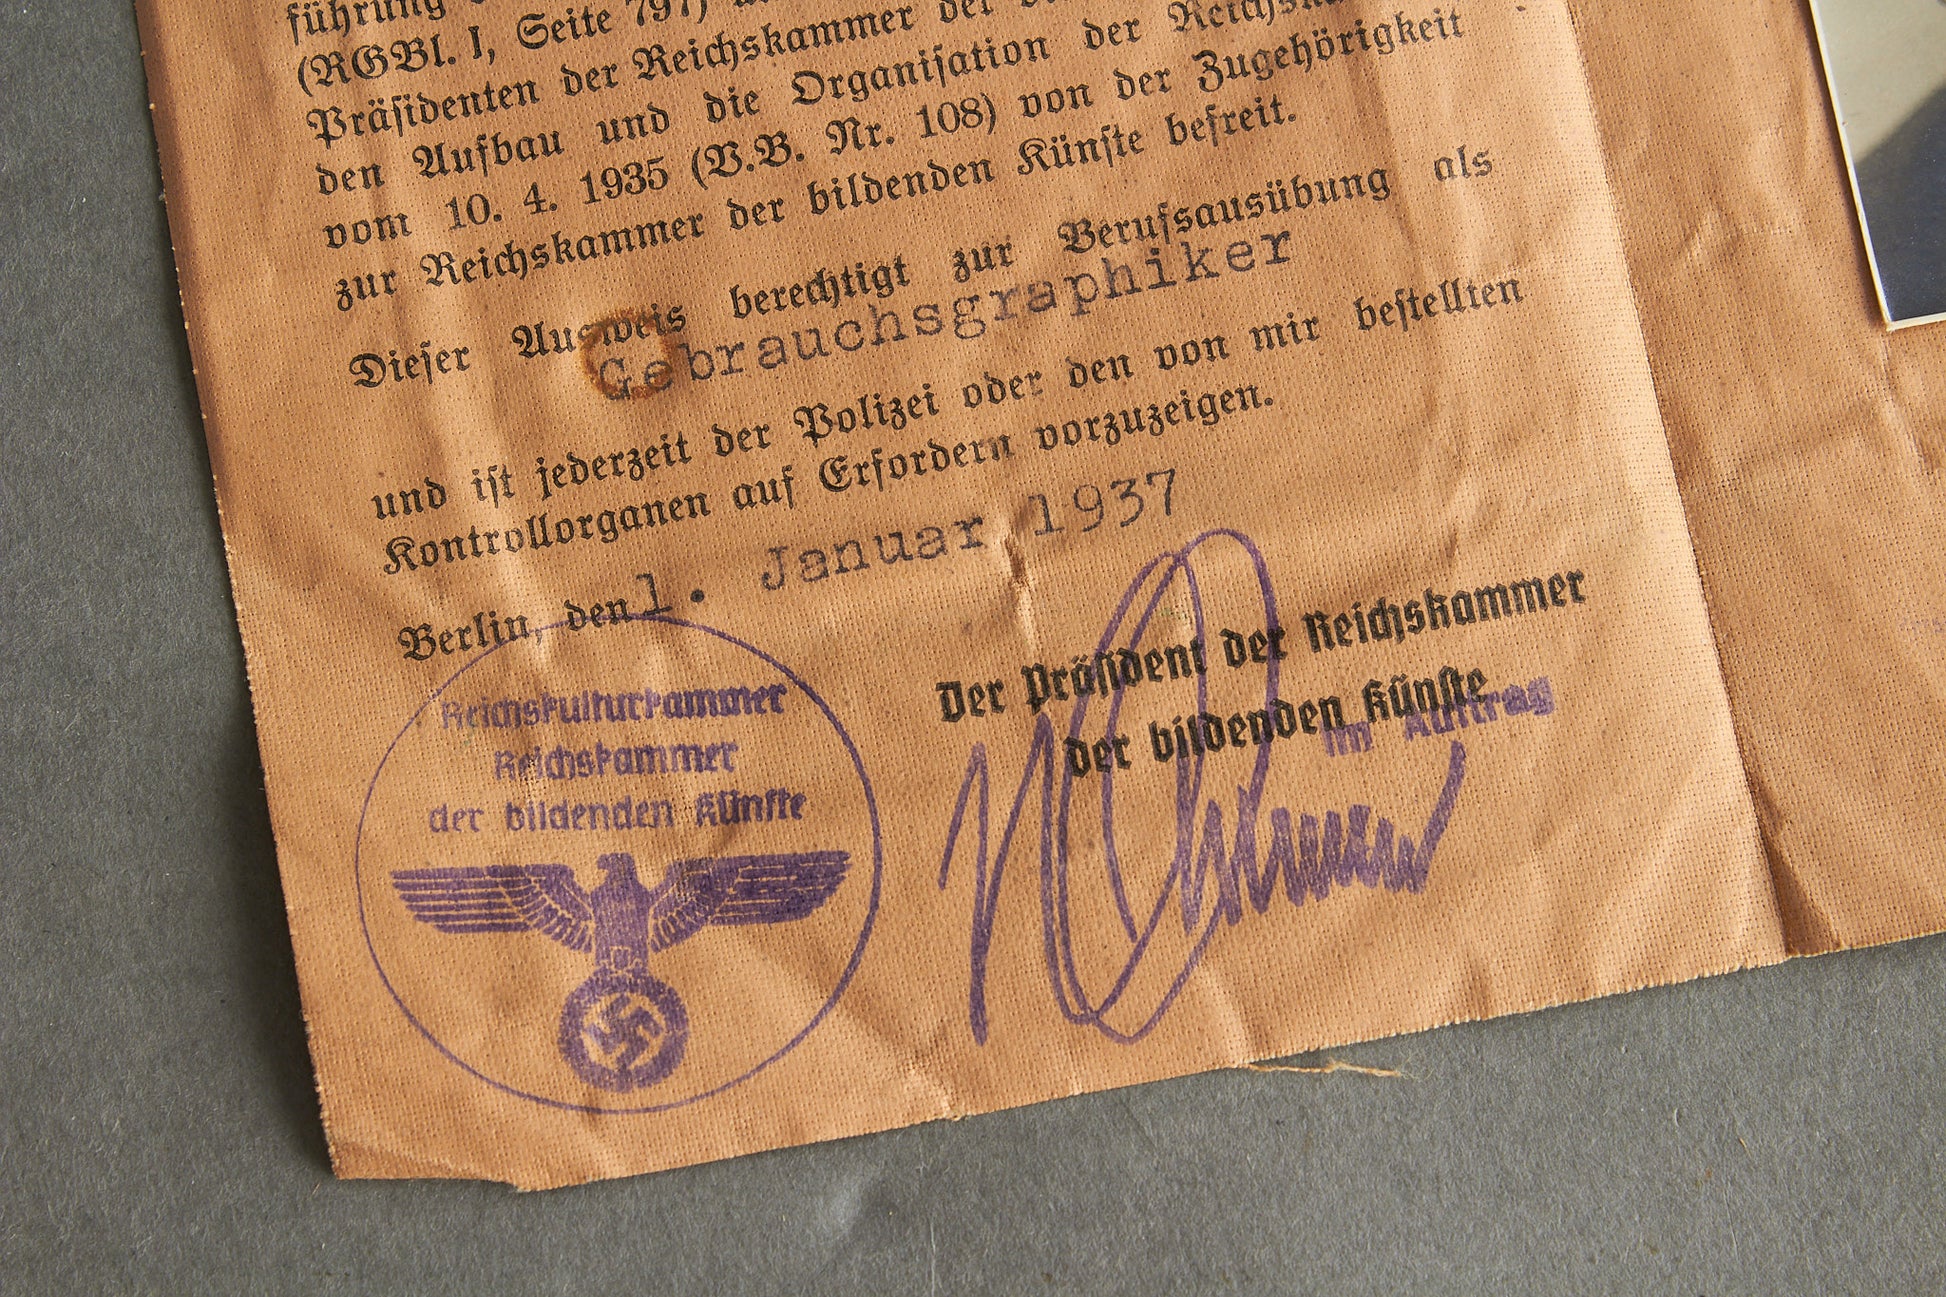 führung
(RGBl. I, Seite 797)
Präsidenten der Reichskammer der
den Aufbau und die Organisation der
vom 10. 4. 1935 (V.B. Nr. 108) von der Zugehörigkeit
zur Reichskammer der bildenden Künste befreit.
Dieser Ausweis berechtigt zur Berufsausübung als
Gebrauchsgraphiker
und ist jederzeit der Polizei oder den von mir bestellten
Kontrollorganen auf Erfordern vorzuzeigen.
Berlin, den 1. Januar 1937
Der Präsident der Reichskammer
der bildenden Künste
Im Auftrag
Reichskulturkammer
Reichskammer
der bildenden Künste